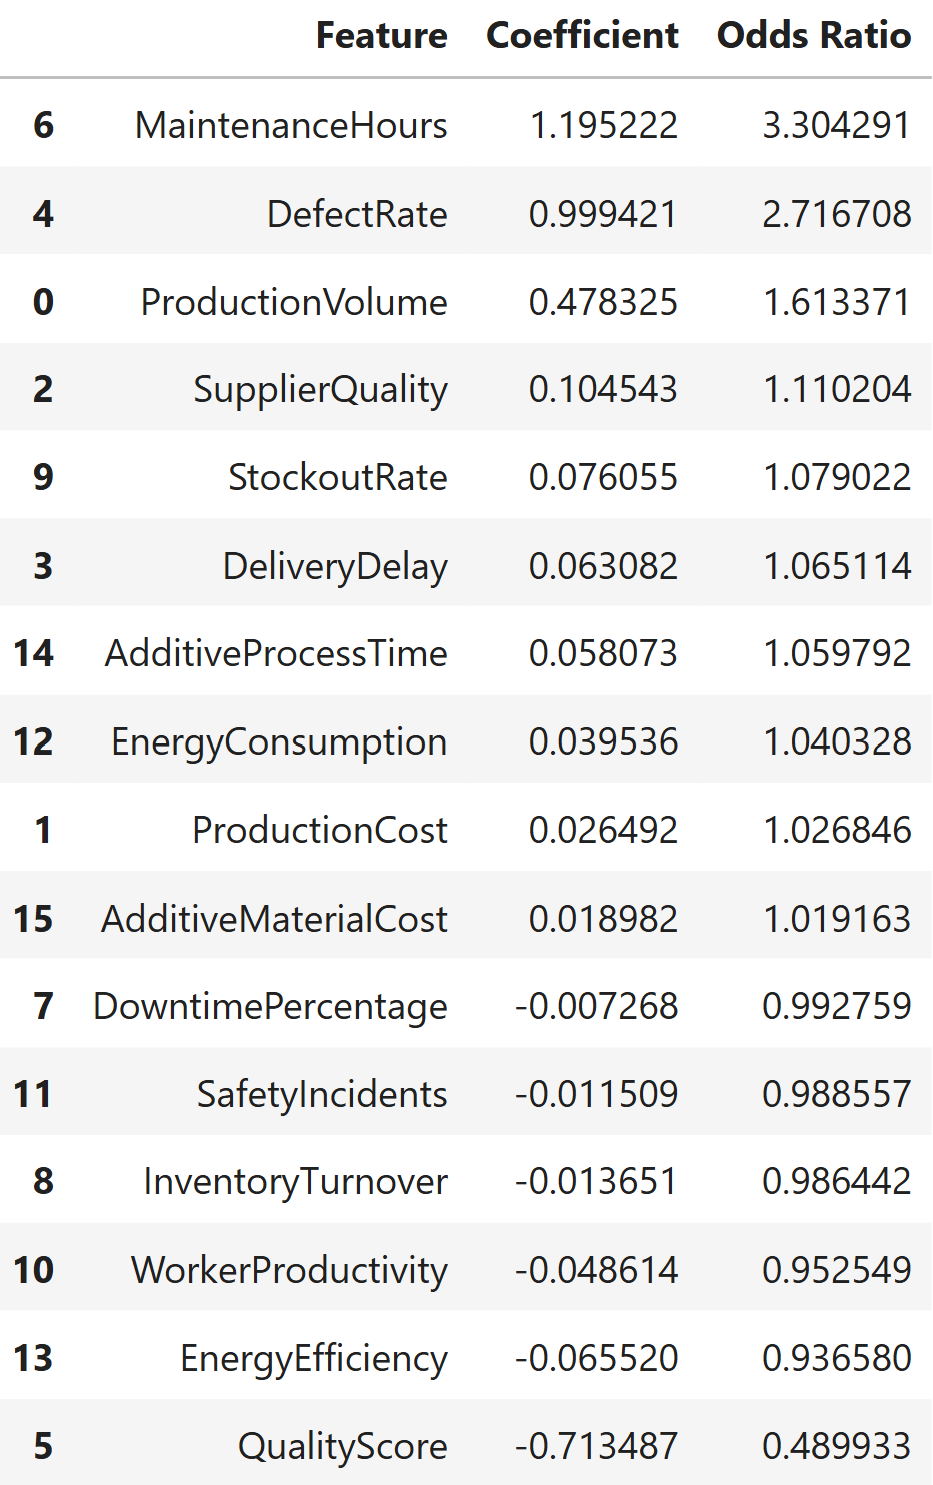 Feature Coefficient Odds Ratio
6 MaintenanceHours 1.195222 3.304291
4 DefectRate 0.999421 2.716708
0 ProductionVolume 0.478325 1.613371
2 SupplierQuality 0.104543 1.110204
9 StockoutRate 0.076055 1.079022
3 DeliveryDelay 0.063082 1.065114
14 AdditiveProcessTime 0.058073 1.059792
12 EnergyConsumption 0.039536 1.040328
1 ProductionCost 0.026492 1.026846
15 AdditiveMaterialCost 0.018982 1.019163
7 DowntimePercentage -0.007268 0.992759
11 SafetyIncidents -0.011509 0.988557
8 InventoryTurnover -0.013651 0.986442
10 WorkerProductivity -0.048614 0.952549
13 EnergyEfficiency -0.065520 0.936580
5 QualityScore -0.713487 0.489933